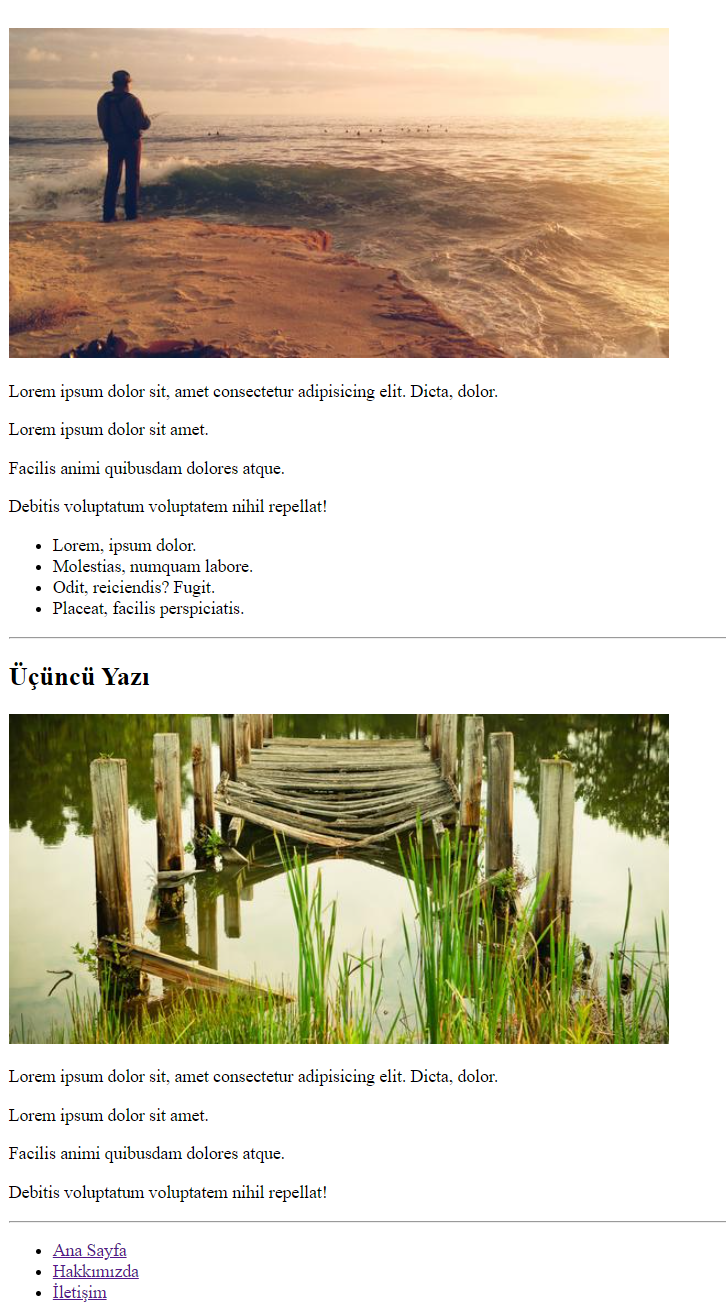 Lorem ipsum dolor sit, amet consectetur adipisicing elit. Dicta, dolor.
Lorem ipsum dolor sit amet.
Facilis animi quibusdam dolores atque.
Debitis voluptatum voluptatem nihil repellat!
Lorem, ipsum dolor.
Molestias, numquam labore.
Odit, reiciendis? Fugit.
Placeat, facilis perspiciatis.
Üçüncü Yazı
Lorem ipsum dolor sit, amet consectetur adipisicing elit. Dicta, dolor.
Lorem ipsum dolor sit amet.
Facilis animi quibusdam dolores atque.
Debitis voluptatum voluptatem nihil repellat!
Ana Sayfa
Hakkımızda
İletişim